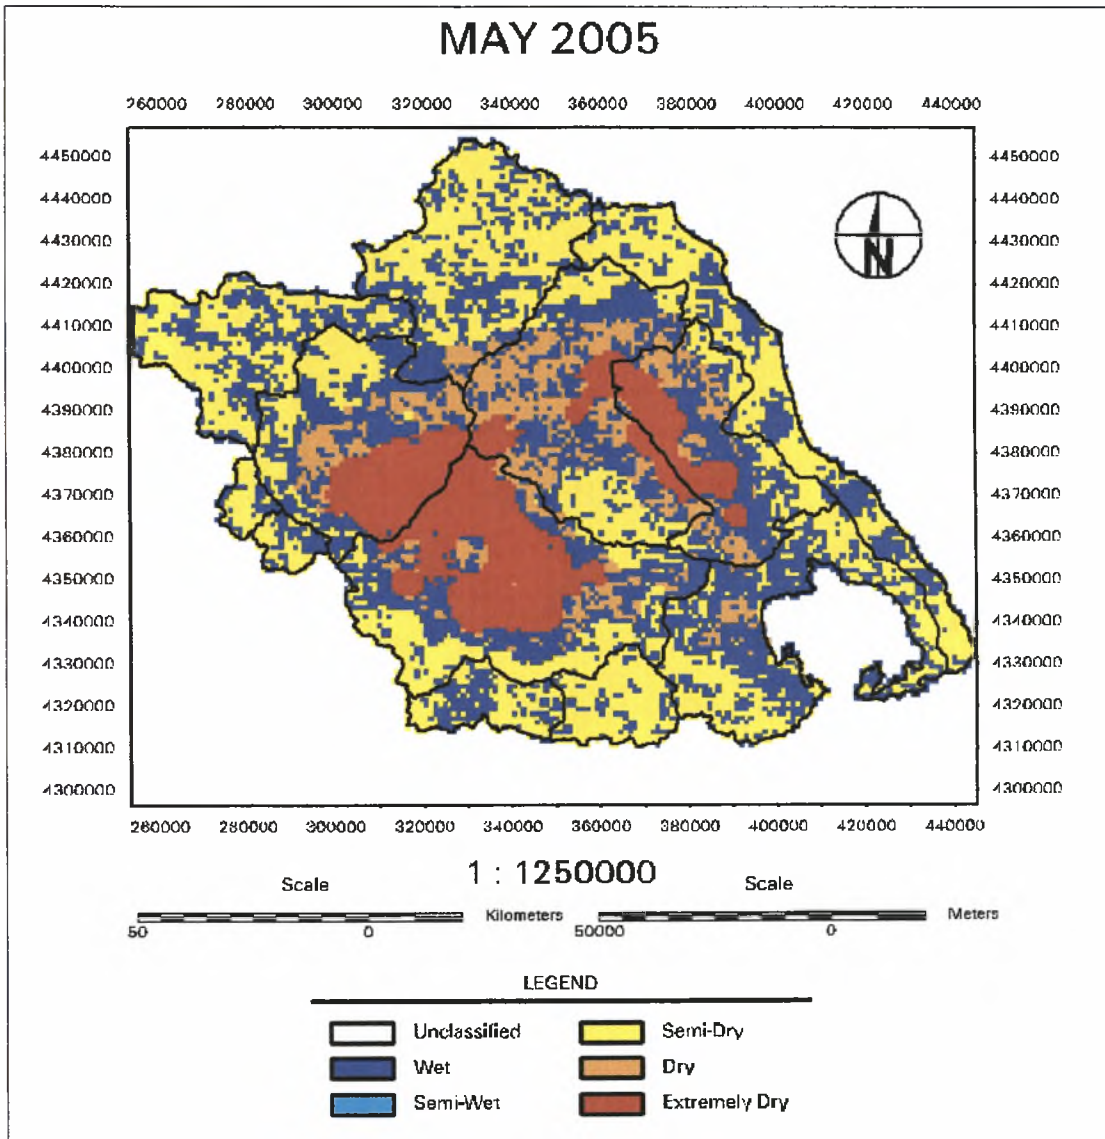 MAY 2005
260000 280000 300000 320000 340000 360000 380000 400000 420000 440000
4450000 4450000
4440000 4440000
4430000 4430000
4420000 4420000
4410000 4410000
4400000 4400000
4390000 4390000
4380000 4380000
4370000 4370000
4360000 4360000
4350000 4350000
4340000 4340000
4330000 4330000
4320000 4320000
4310000 4310000
4300000 4300000
N
260000 280000 300000 320000 340000 360000 380000 400000 420000 440000
1 : 1250000
Scale Scale
Kilometers Meters
50 0 50000 0
LEGEND
Unclassified Semi-Dry
Wet Dry
Semi-Wet Extremely Dry